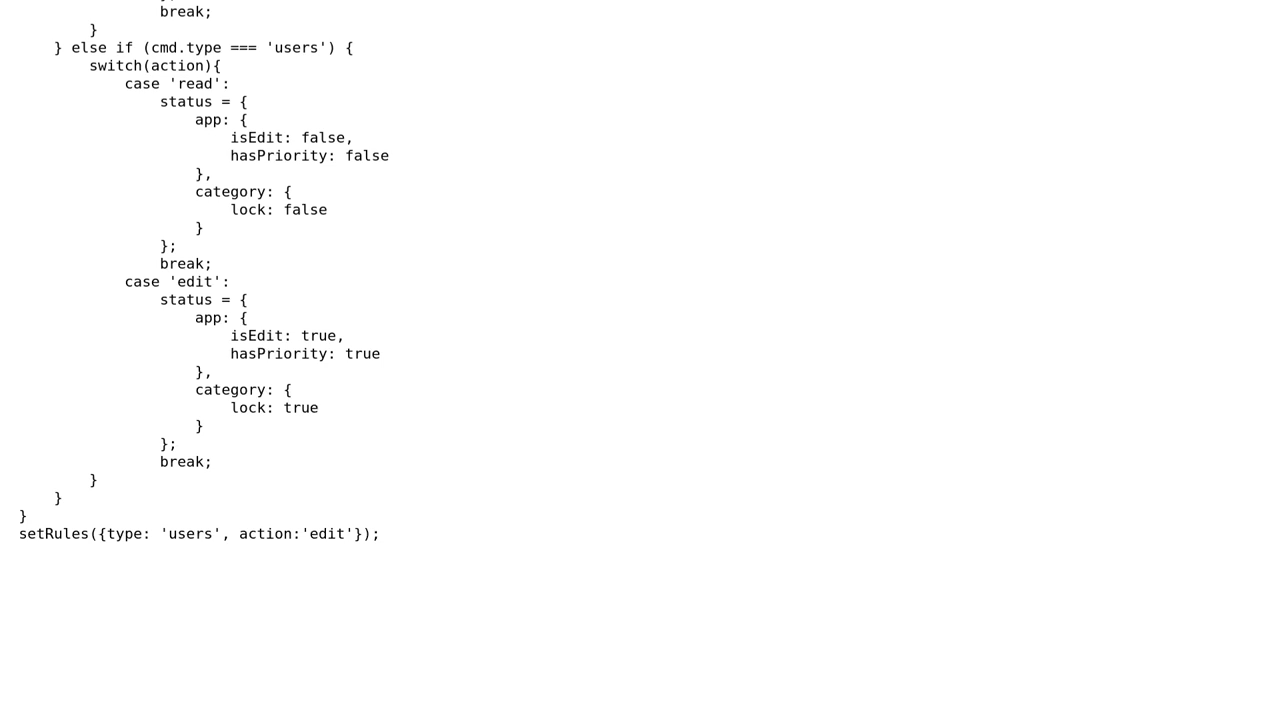 break;
        }
    } else if (cmd.type === 'users') {
        switch(action){
            case 'read':
                status = {
                    app: {
                        isEdit: false,
                        hasPriority: false
                    },
                    category: {
                        lock: false
                    }
                };
                break;
            case 'edit':
                status = {
                    app: {
                        isEdit: true,
                        hasPriority: true
                    },
                    category: {
                        lock: true
                    }
                };
                break;
        }
    }
}
setRules({type: 'users', action:'edit'});